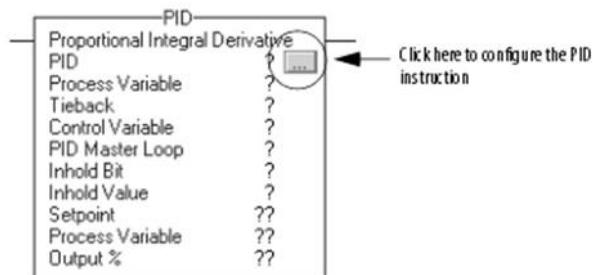 PID
Proportional Integral Derivative
PID ? ...
Process Variable ?
Tieback ?
Control Variable ?
PID Master Loop ?
Inhold Bit ?
Inhold Value ?
Setpoint ??
Process Variable ??
Output % ??
Click here to configure the PID
instruction